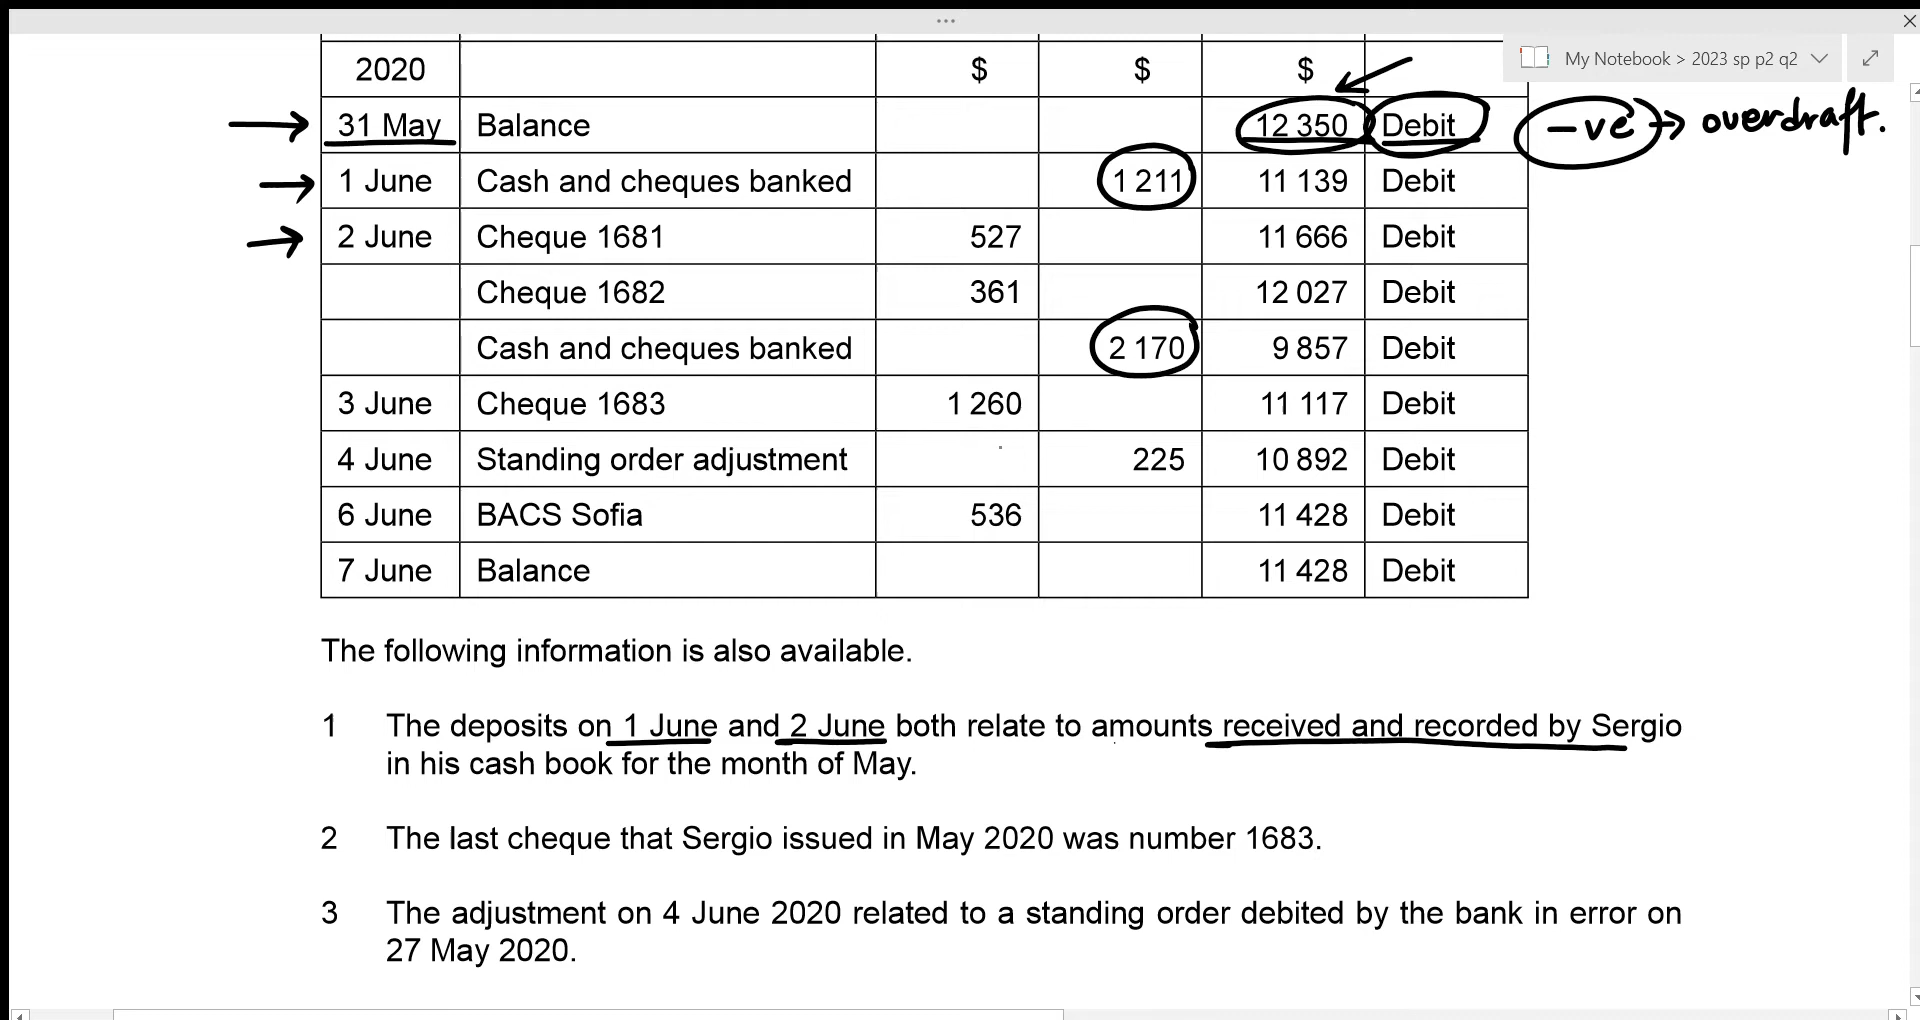 ...
My Notebook > 2023 sp p2 q2
2020 $ $ $
31 May Balance 12 350 Debit -ve → overdraft.
1 June Cash and cheques banked 1 211 11 139 Debit
2 June Cheque 1681 527 11 666 Debit
Cheque 1682 361 12 027 Debit
Cash and cheques banked 2 170 9 857 Debit
3 June Cheque 1683 1 260 11 117 Debit
4 June Standing order adjustment 225 10 892 Debit
6 June BACS Sofia 536 11 428 Debit
7 June Balance 11 428 Debit
The following information is also available.
1 The deposits on 1 June and 2 June both relate to amounts received and recorded by Sergio
in his cash book for the month of May.
2 The last cheque that Sergio issued in May 2020 was number 1683.
3 The adjustment on 4 June 2020 related to a standing order debited by the bank in error on
27 May 2020.